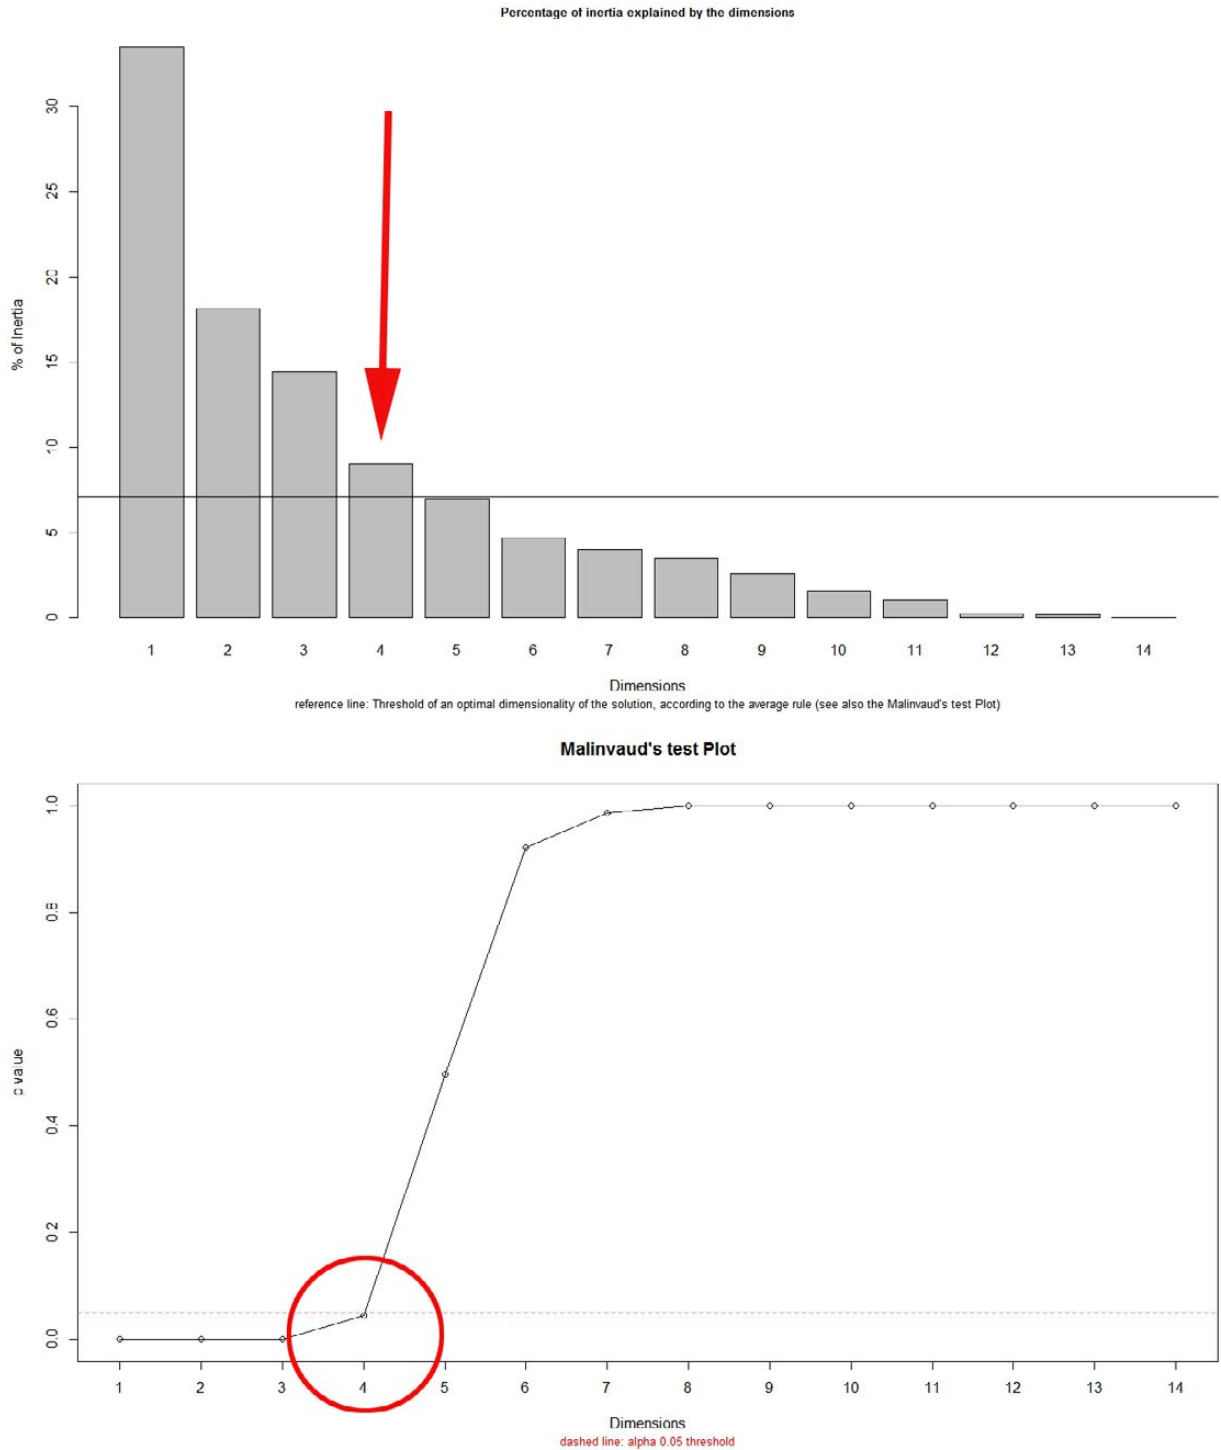 Percentage of inertia explained by the dimensions
% of Inertia
30
25
20
15
10
5
0
1 2 3 4 5 6 7 8 9 10 11 12 13 14
Dimensions
reference line: Threshold of an optimal dimensionality of the solution, according to the average rule (see also the Malinvaud's test Plot)
Malinvaud's test Plot
p value
1.0
0.8
0.6
0.4
0.2
0.0
1 2 3 4 5 6 7 8 9 10 11 12 13 14
Dimensions
dashed line: alpha 0.05 threshold